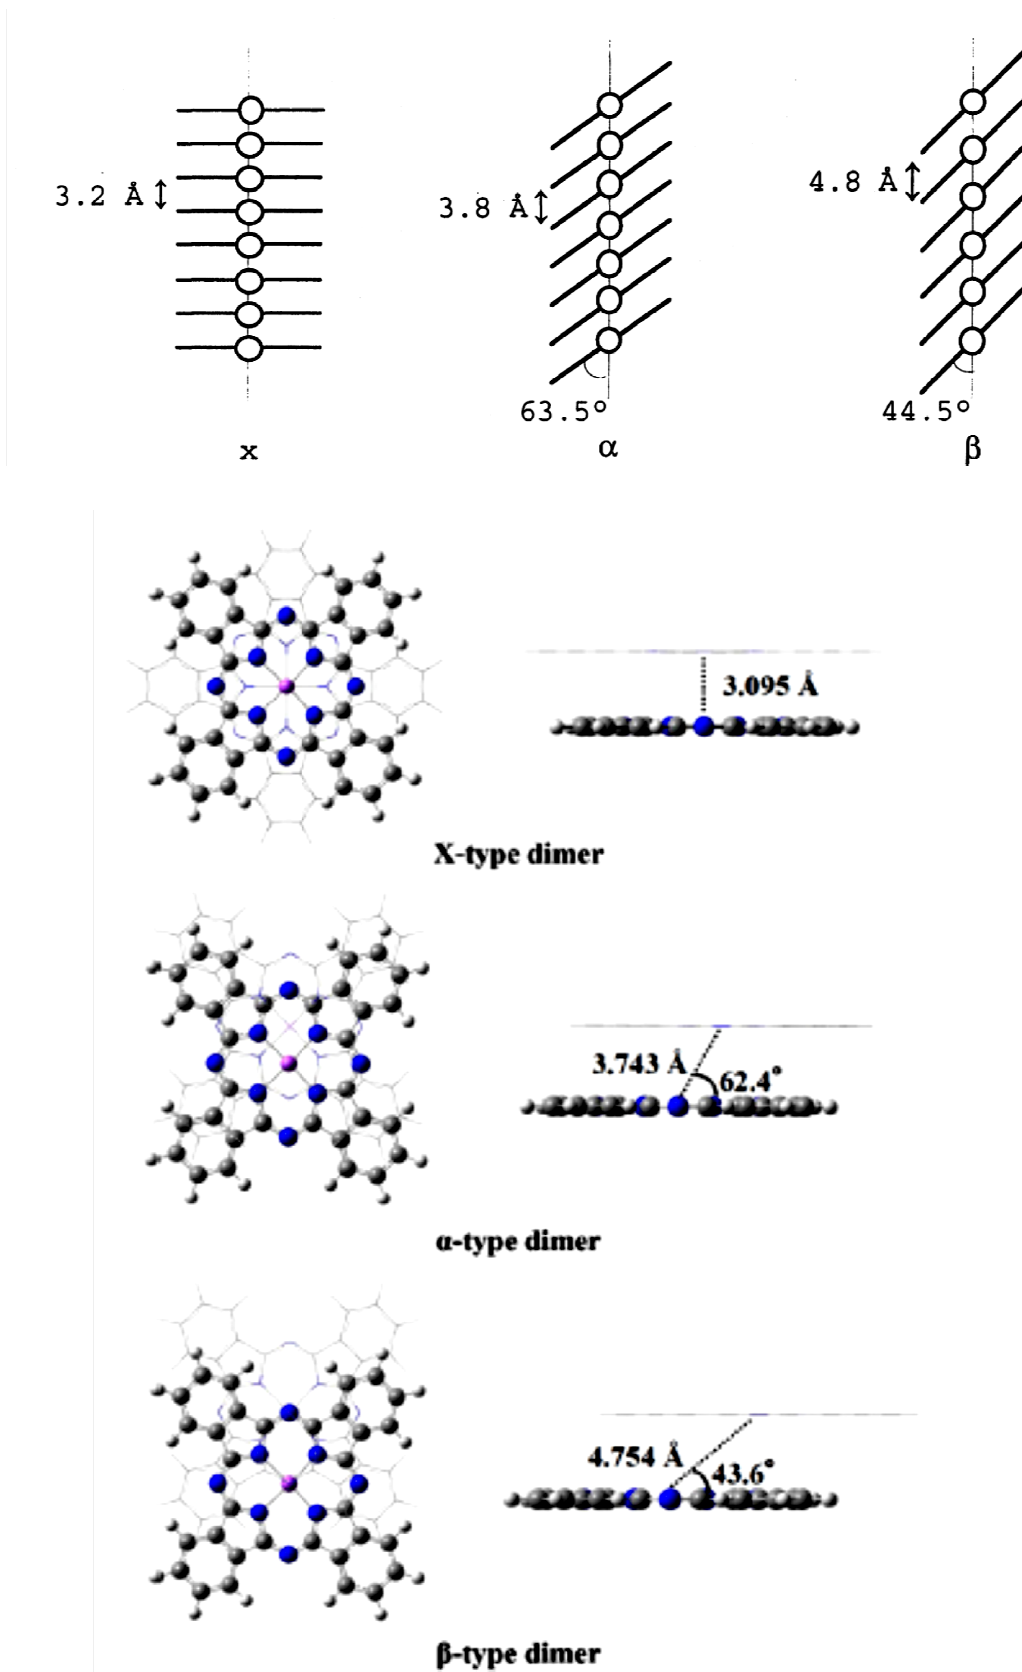 3.2 Å
3.8 Å
4.8 Å
63.5°
44.5°
x
α
β
3.095 Å
X-type dimer
3.743 Å
62.4°
α-type dimer
4.754 Å
43.6°
β-type dimer